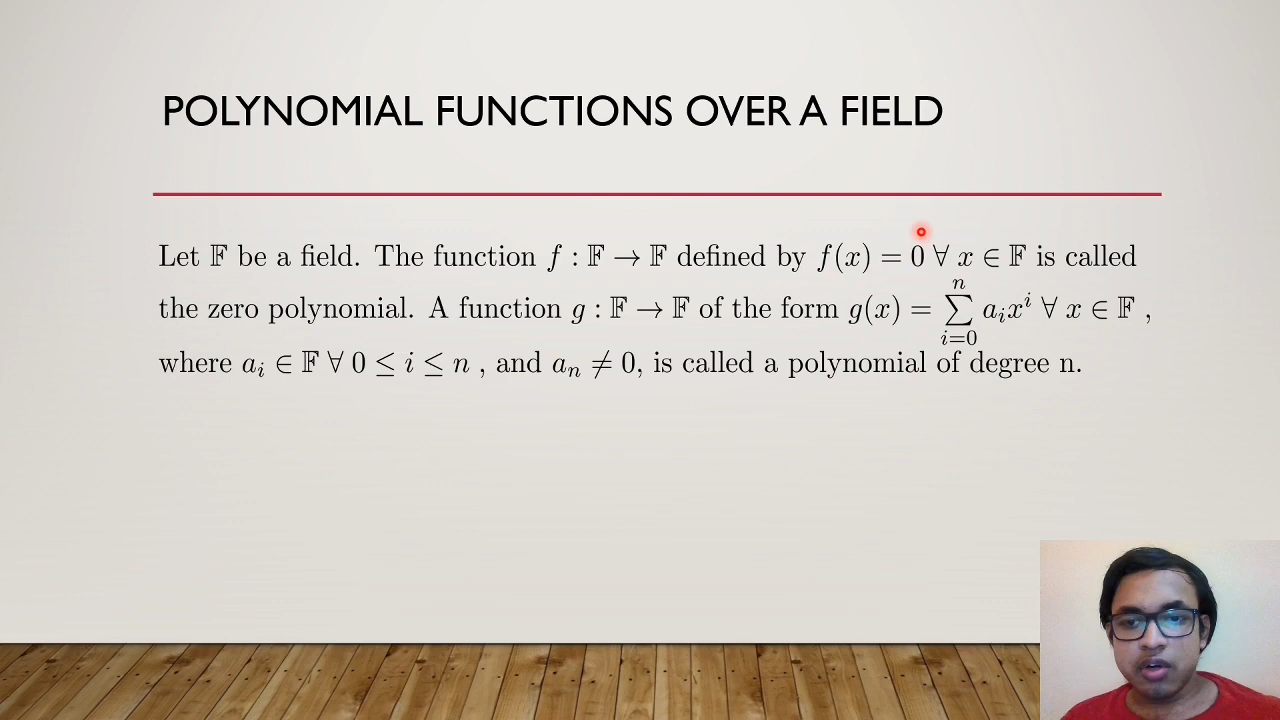 POLYNOMIAL FUNCTIONS OVER A FIELD
Let 𝔽 be a field. The function f : 𝔽 → 𝔽 defined by f(x) = 0 ∀ x ∈ 𝔽 is called
the zero polynomial. A function g : 𝔽 → 𝔽 of the form g(x) = ∑_{i=0}^{n} a_i x^i ∀ x ∈ 𝔽 ,
where a_i ∈ 𝔽 ∀ 0 ≤ i ≤ n , and a_n ≠ 0, is called a polynomial of degree n.